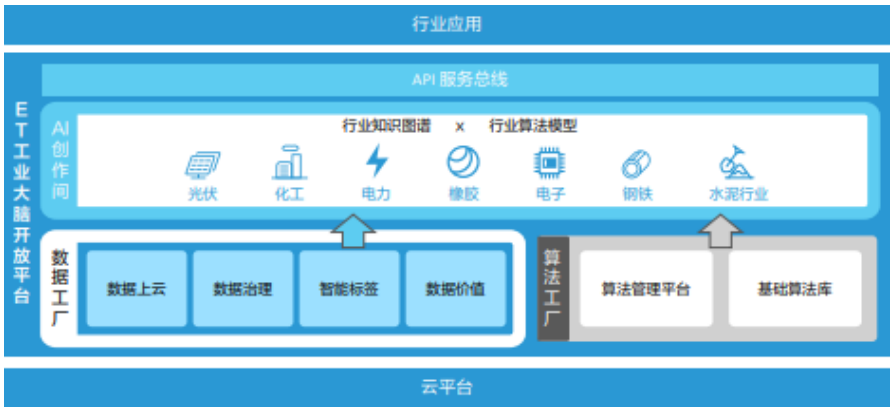 行业应用
ET工业大脑开放平台
API 服务总线
AI创作间
行业知识图谱 x 行业算法模型
光伏 化工 电力 橡胶 电子 钢铁 水泥行业
数据工厂
数据上云 数据治理 智能标签 数据价值
算法工厂
算法管理平台 基础算法库
云平台